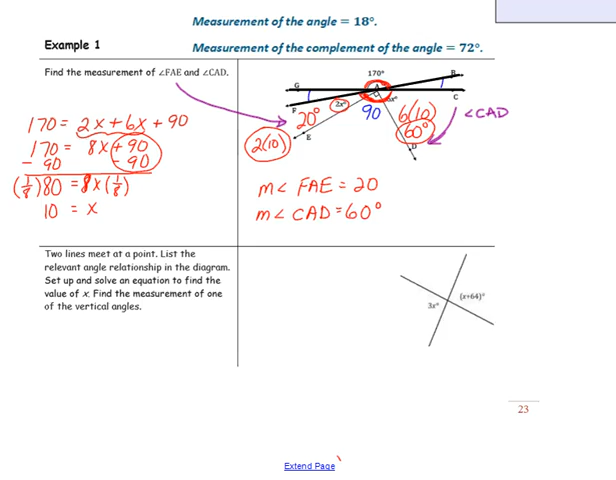 Measurement of the angle = 18°.
Measurement of the complement of the angle = 72°.
Example 1
Find the measurement of ∠FAE and ∠CAD.
170 = 2x + 6x + 90
170 = 8x + 90
- 90 - 90
(1/8) 80 = 8x (1/8)
10 = x
170°
G
A
B
C
F
2x°
20°
90
6(10)
60°
∠CAD
2(10)
E
D
m∠ FAE = 20
m∠ CAD = 60°
Two lines meet at a point. List the
relevant angle relationship in the diagram.
Set up and solve an equation to find the
value of x. Find the measurement of one
of the vertical angles.
3x°
(x+64)°
23
Extend Page